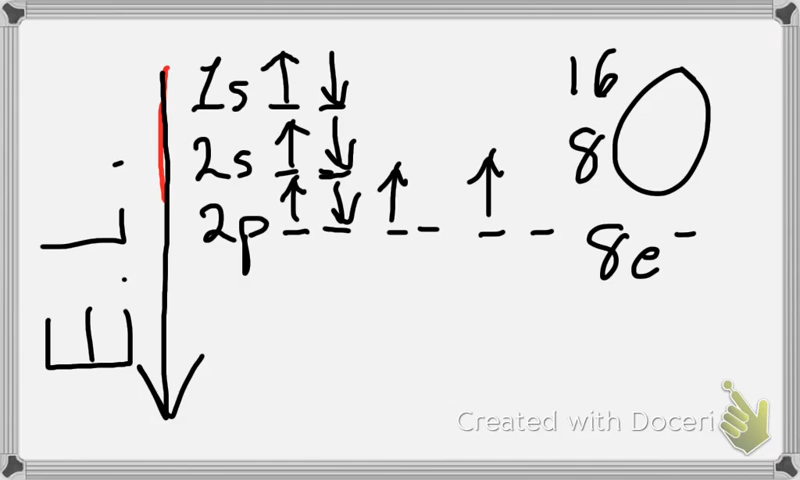 1s ↑ ↓
2s ↑ ↓
2p ↑ ↓ ↑ ↑
E.L.
16
8 O
8e⁻
Created with Doceri